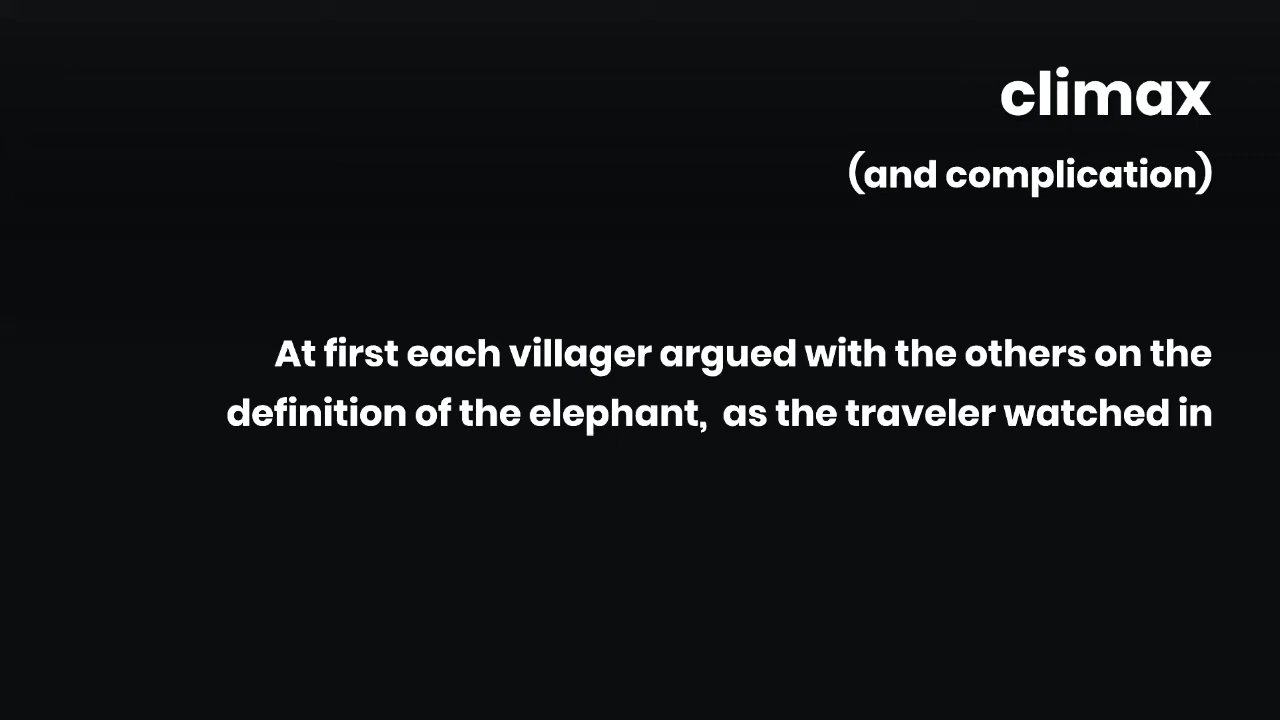 climax
(and complication)
At first each villager argued with the others on the
definition of the elephant,  as the traveler watched in